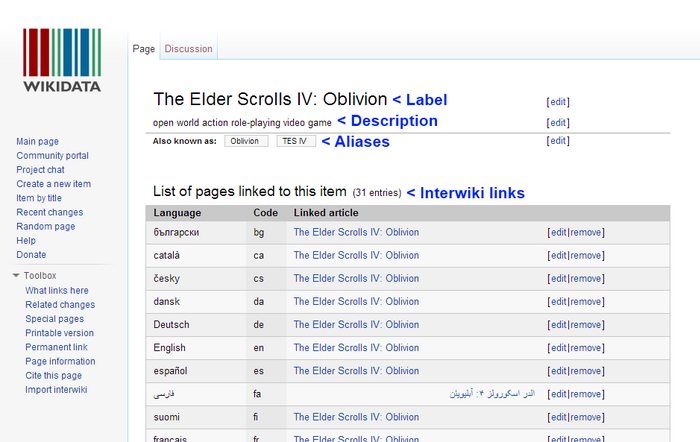 WIKIDATA
Main page
Community portal
Project chat
Create a new item
Item by title
Recent changes
Random page
Help
Donate
Toolbox
What links here
Related changes
Special pages
Printable version
Permanent link
Page information
Cite this page
Import interwiki
Page Discussion
The Elder Scrolls IV: Oblivion < Label [edit]
open world action role-playing video game < Description [edit]
Also known as: Oblivion TES IV < Aliases [edit]
List of pages linked to this item (31 entries) < Interwiki links
Language Code Linked article
български bg The Elder Scrolls IV: Oblivion [edit|remove]
català ca The Elder Scrolls IV: Oblivion [edit|remove]
česky cs The Elder Scrolls IV: Oblivion [edit|remove]
dansk da The Elder Scrolls IV: Oblivion [edit|remove]
Deutsch de The Elder Scrolls IV: Oblivion [edit|remove]
English en The Elder Scrolls IV: Oblivion [edit|remove]
español es The Elder Scrolls IV: Oblivion [edit|remove]
فارسی fa الدر اسکورولز ۴: آبلیویلن [edit|remove]
suomi fi The Elder Scrolls IV: Oblivion [edit|remove]
français fr The Elder Scrolls IV: Oblivion [edit|remove]